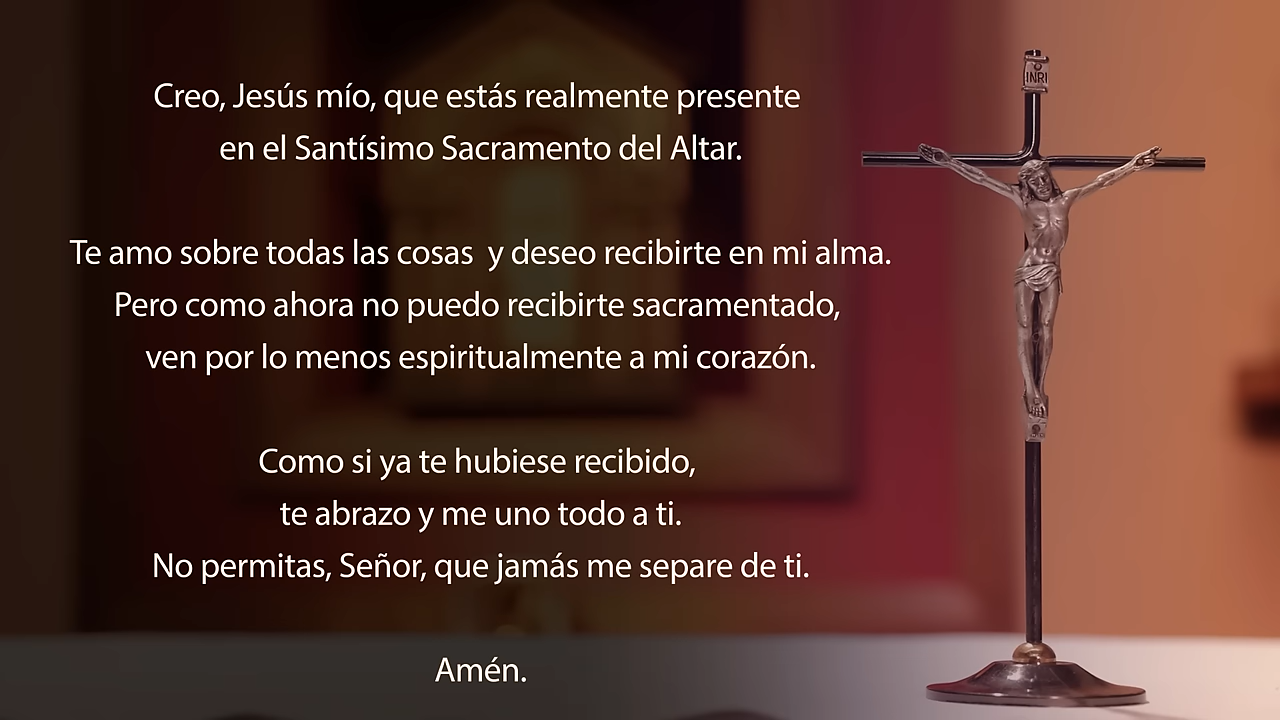 Creo, Jesús mío, que estás realmente presente
en el Santísimo Sacramento del Altar.
Te amo sobre todas las cosas  y deseo recibirte en mi alma.
Pero como ahora no puedo recibirte sacramentado,
ven por lo menos espiritualmente a mi corazón.
Como si ya te hubiese recibido,
te abrazo y me uno todo a ti.
No permitas, Señor, que jamás me separe de ti.
Amén.
INRI